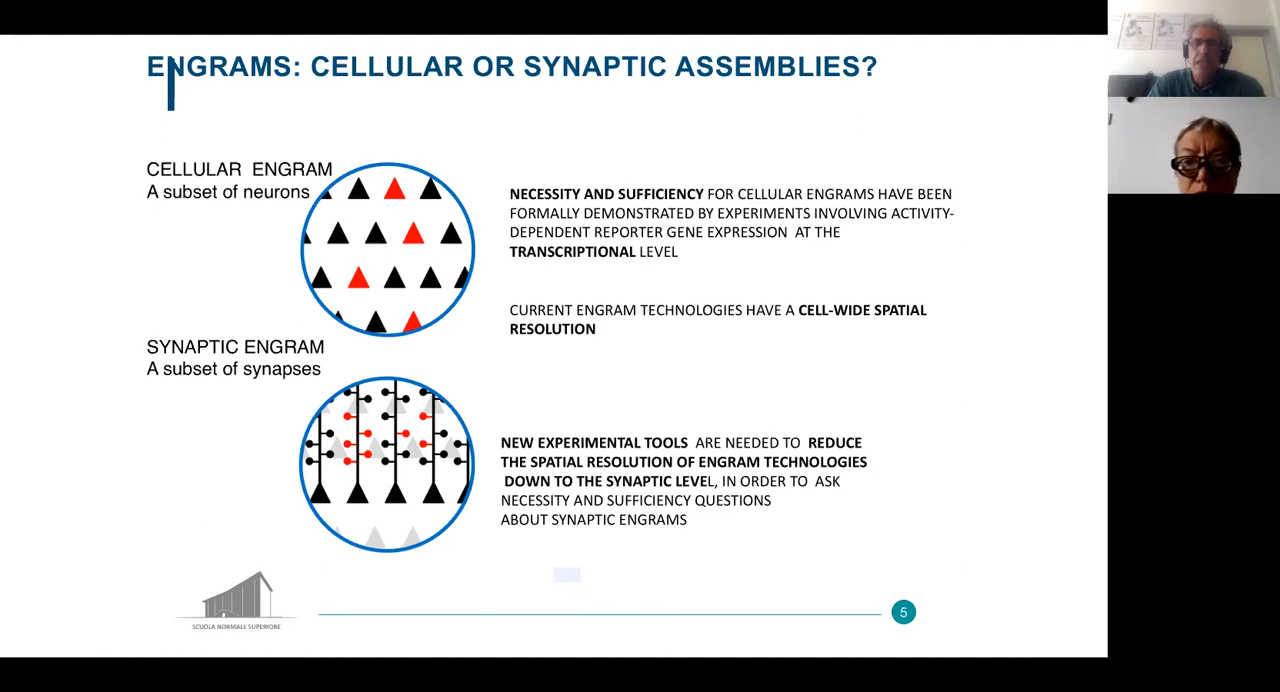 ENGRAMS: CELLULAR OR SYNAPTIC ASSEMBLIES?
CELLULAR ENGRAM
A subset of neurons
NECESSITY AND SUFFICIENCY FOR CELLULAR ENGRAMS HAVE BEEN
FORMALLY DEMONSTRATED BY EXPERIMENTS INVOLVING ACTIVITY-
DEPENDENT REPORTER GENE EXPRESSION AT THE
TRANSCRIPTIONAL LEVEL
CURRENT ENGRAM TECHNOLOGIES HAVE A CELL-WIDE SPATIAL
RESOLUTION
SYNAPTIC ENGRAM
A subset of synapses
NEW EXPERIMENTAL TOOLS ARE NEEDED TO REDUCE
THE SPATIAL RESOLUTION OF ENGRAM TECHNOLOGIES
DOWN TO THE SYNAPTIC LEVEL, IN ORDER TO ASK
NECESSITY AND SUFFICIENCY QUESTIONS
ABOUT SYNAPTIC ENGRAMS
SCUOLA NORMALE SUPERIORE
5